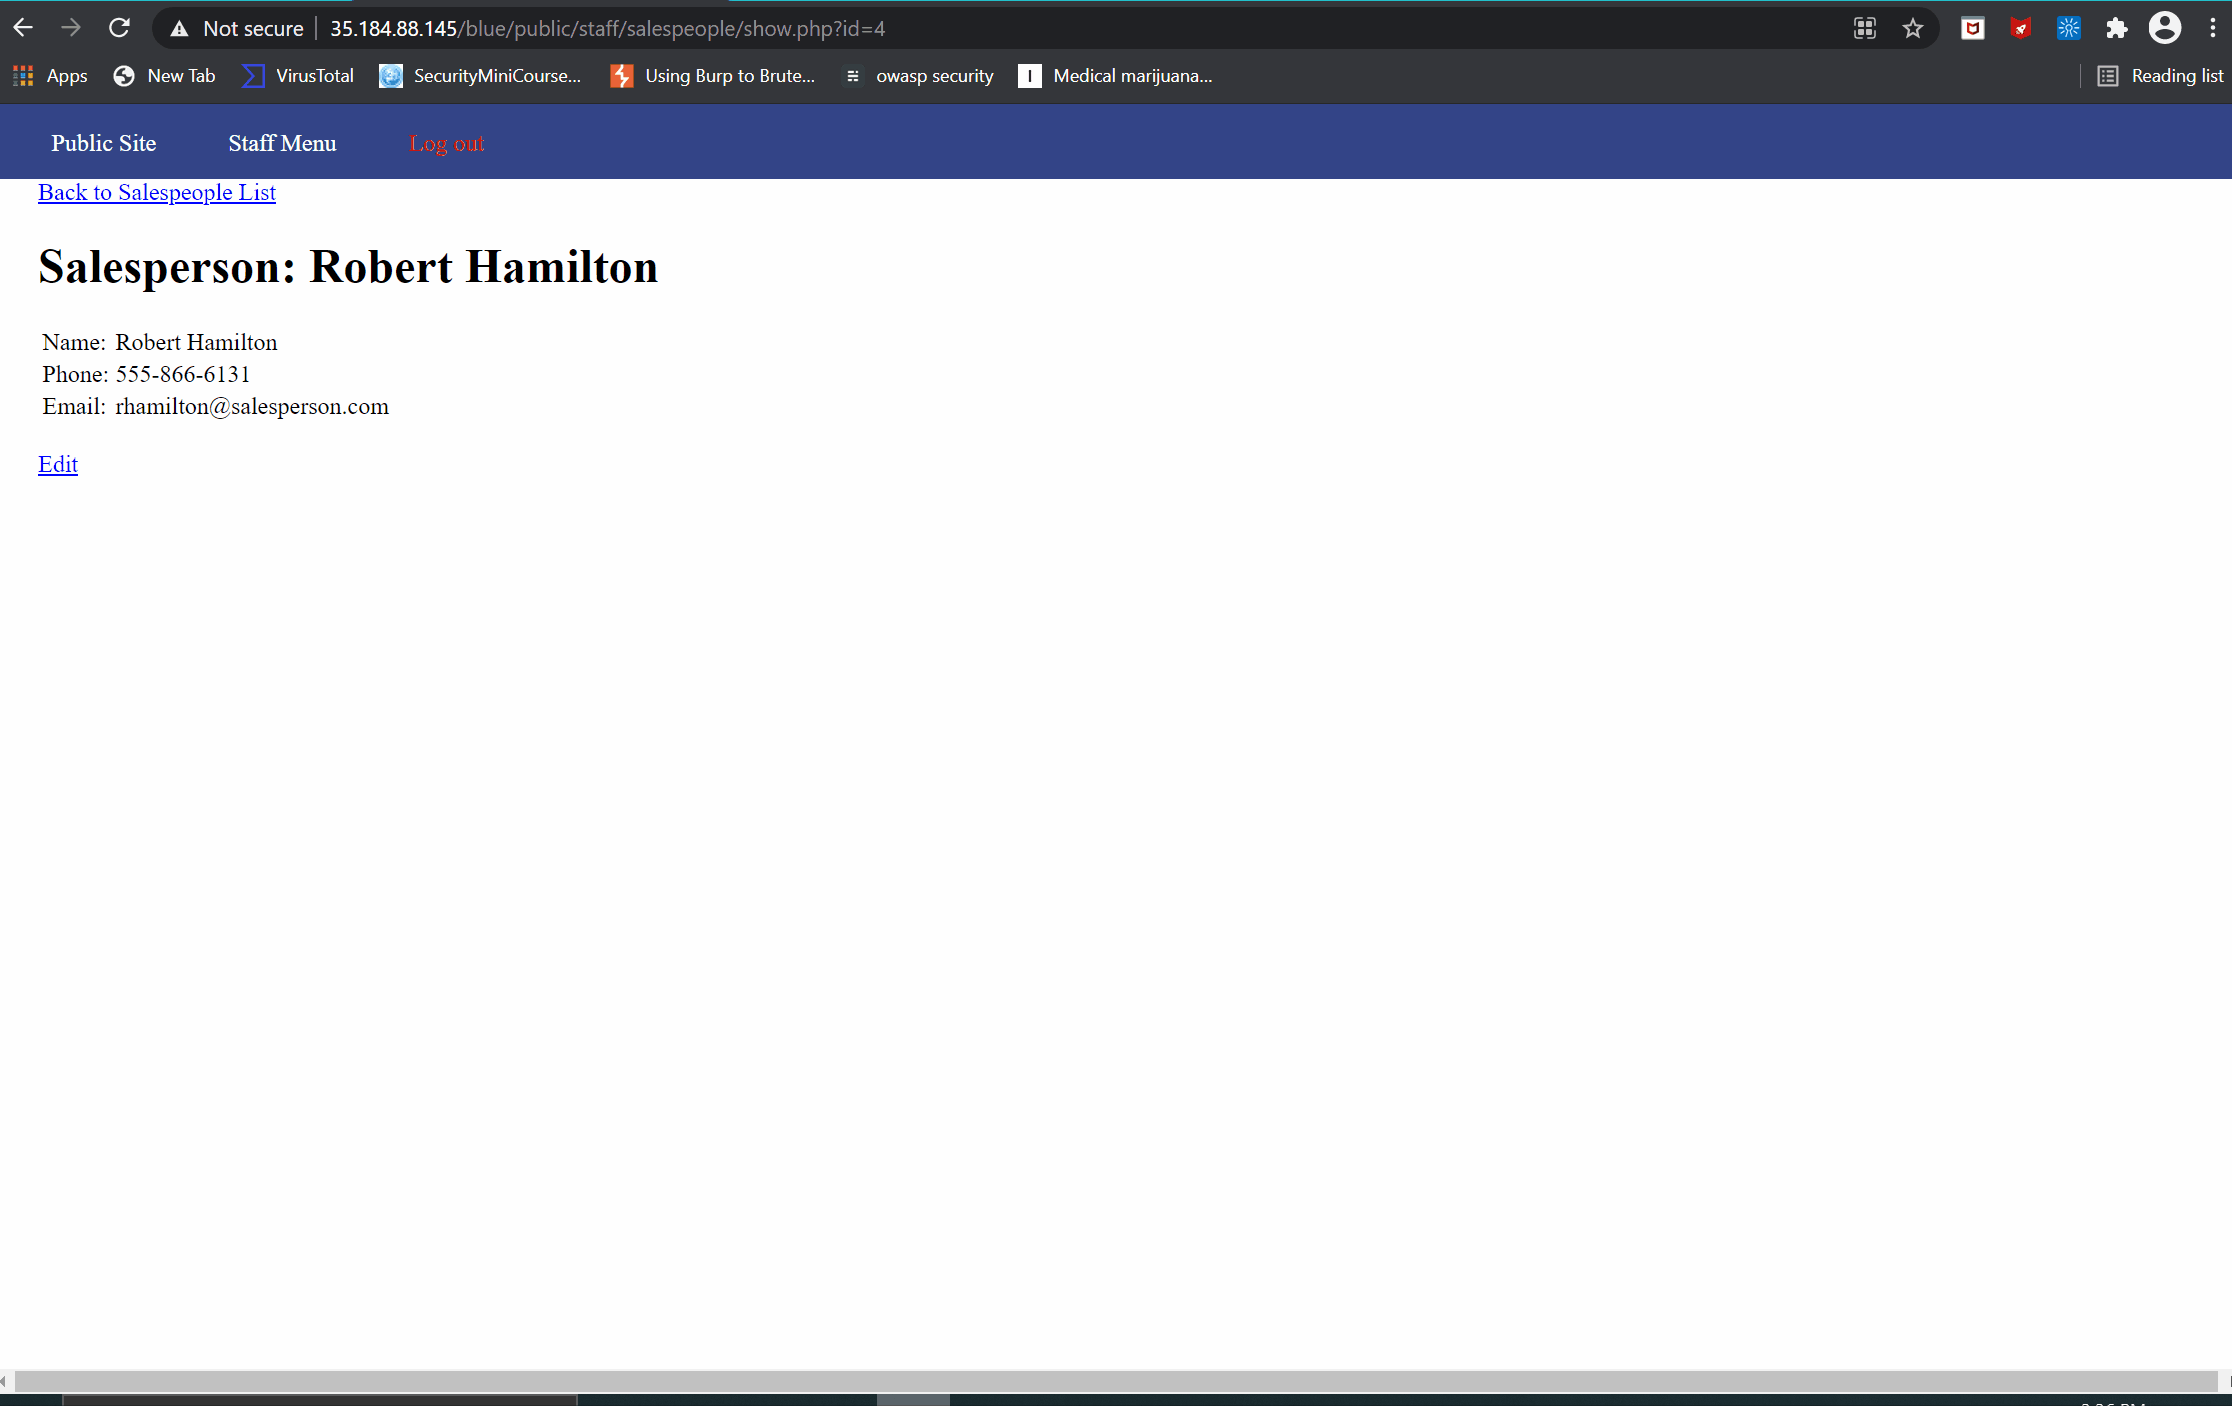 Not secure 35.184.88.145/blue/public/staff/salespeople/show.php?id=4
Apps New Tab VirusTotal SecurityMiniCourse... Using Burp to Brute... owasp security Medical marijuana... Reading list
Public Site Staff Menu Log out
Back to Salespeople List
Salesperson: Robert Hamilton
Name: Robert Hamilton
Phone: 555-866-6131
Email: rhamilton@salesperson.com
Edit